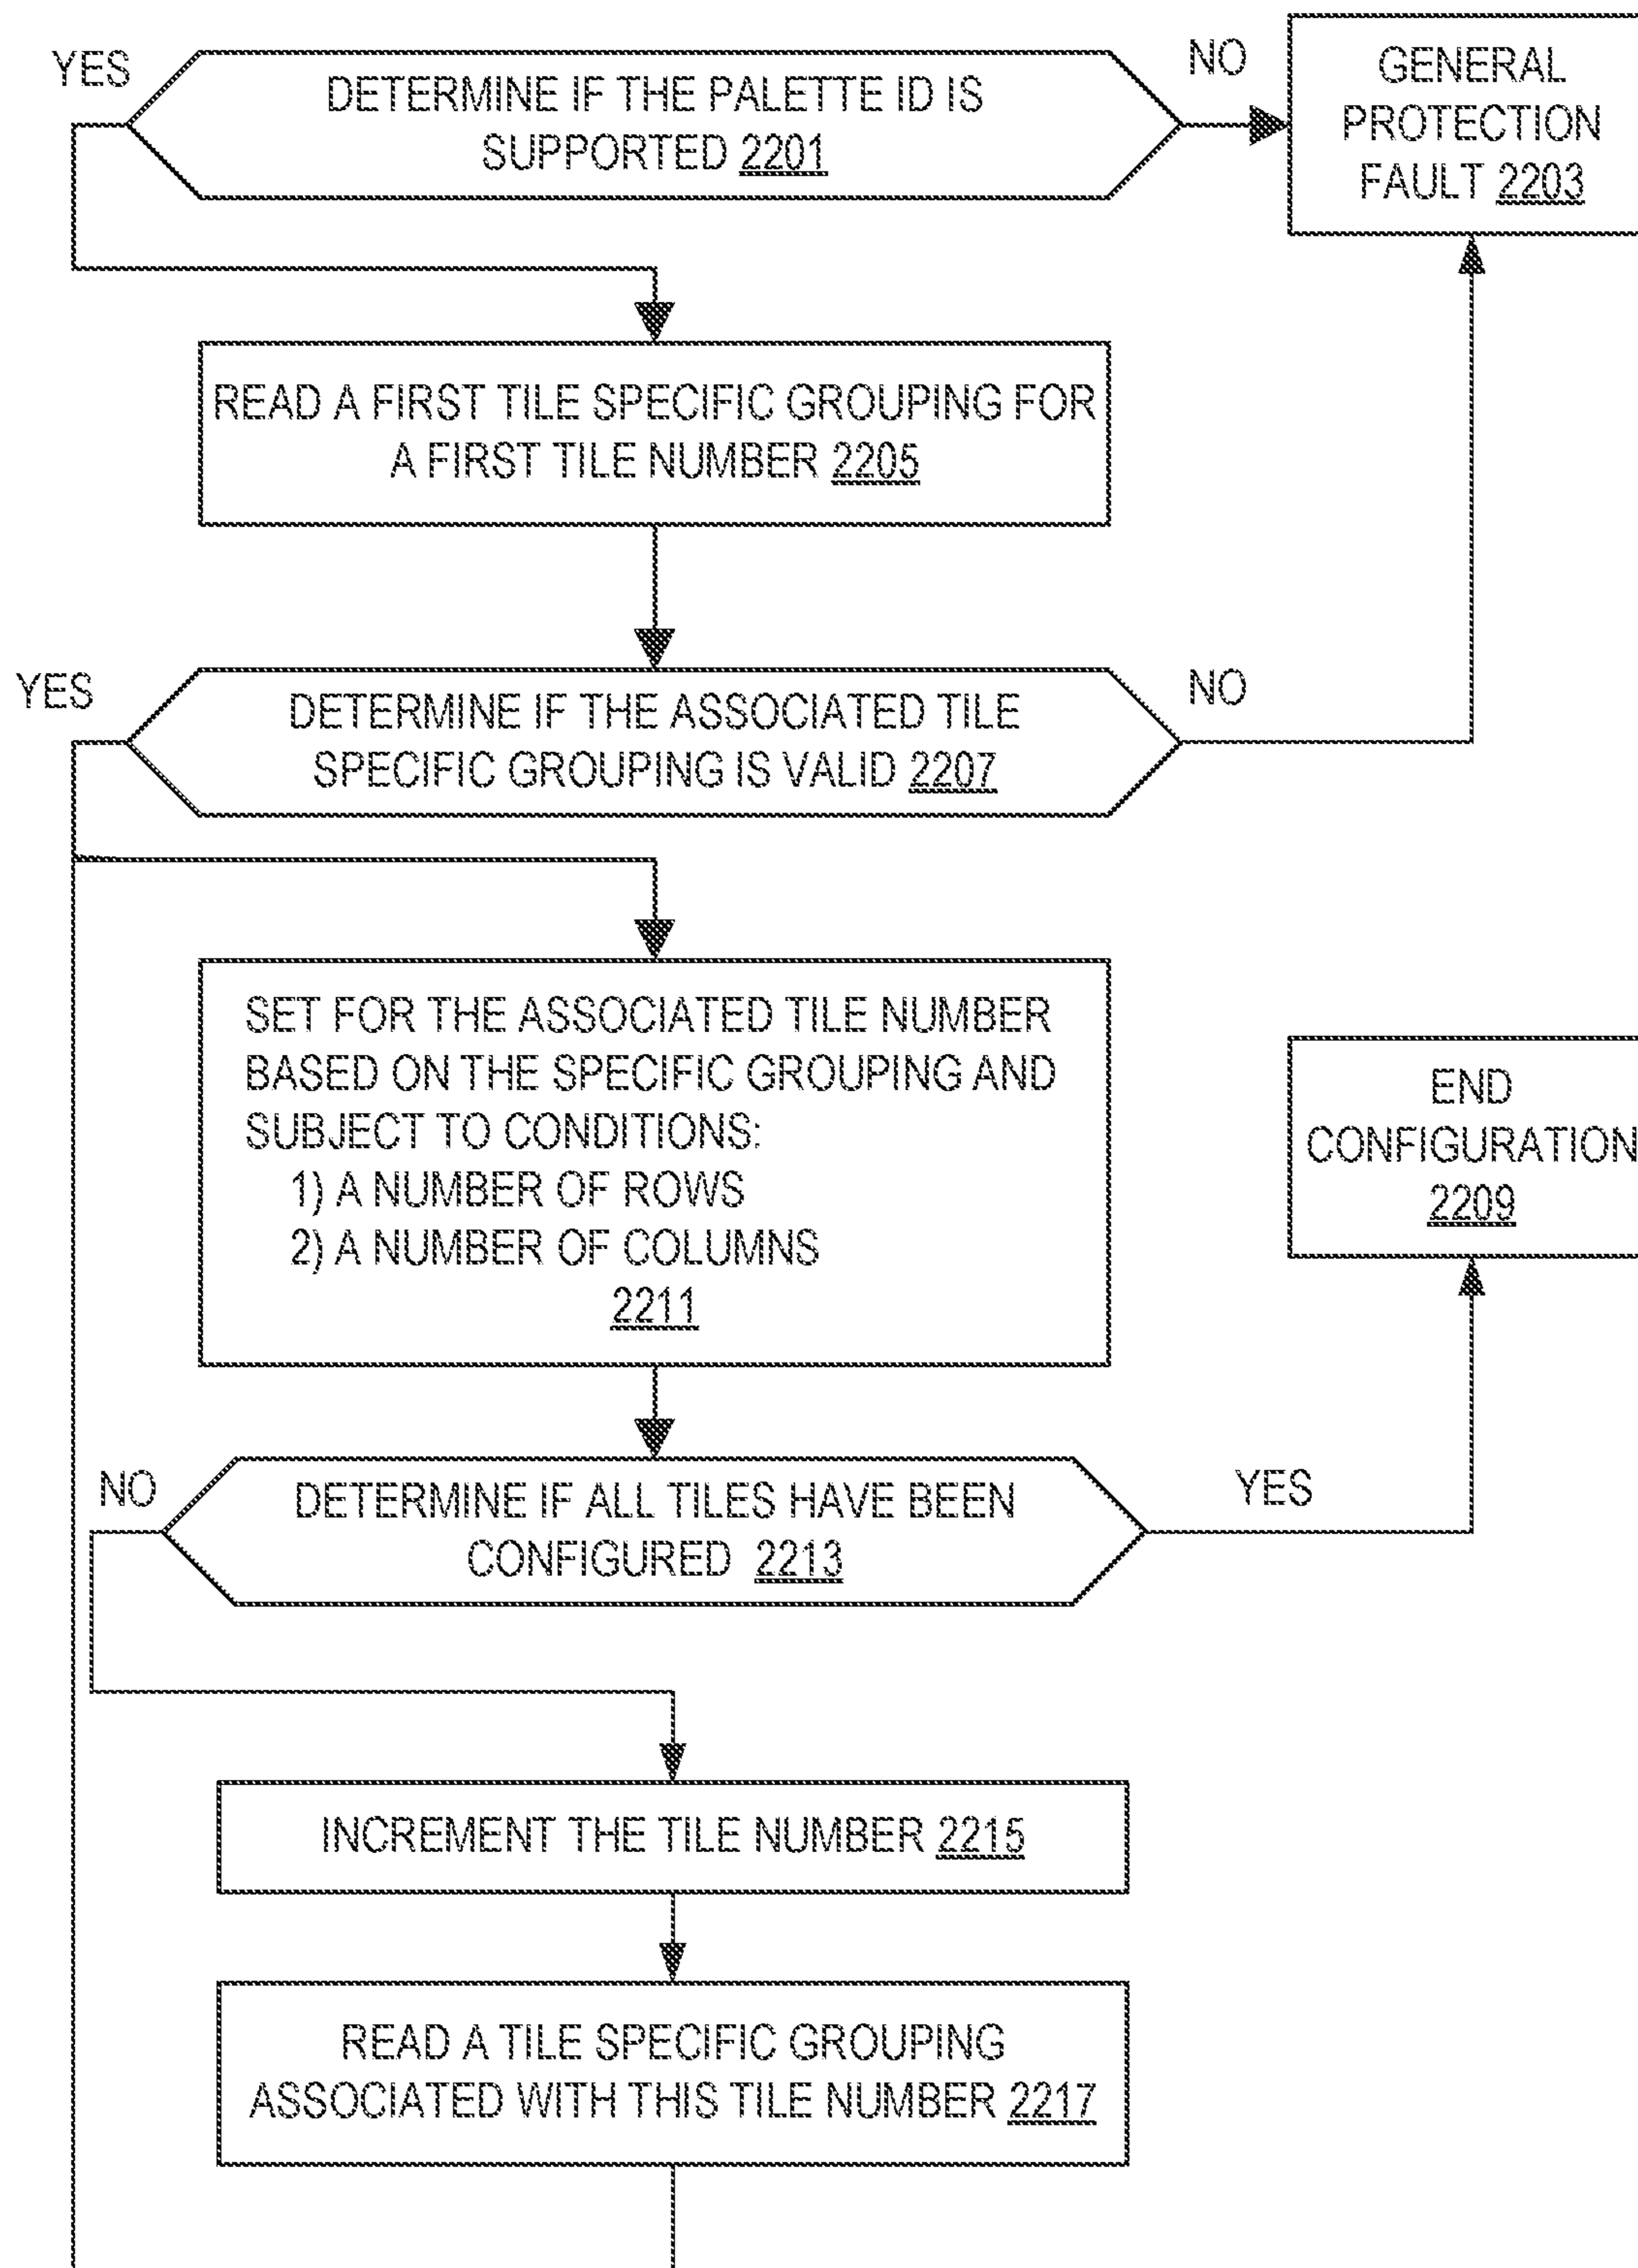 YES
DETERMINE IF THE PALETTE ID IS
SUPPORTED 2201
NO
GENERAL
PROTECTION
FAULT 2203
READ A FIRST TILE SPECIFIC GROUPING FOR
A FIRST TILE NUMBER 2205
YES
DETERMINE IF THE ASSOCIATED TILE
SPECIFIC GROUPING IS VALID 2207
NO
SET FOR THE ASSOCIATED TILE NUMBER
BASED ON THE SPECIFIC GROUPING AND
SUBJECT TO CONDITIONS:
1) A NUMBER OF ROWS
2) A NUMBER OF COLUMNS
2211
END
CONFIGURATION
2209
NO
DETERMINE IF ALL TILES HAVE BEEN
CONFIGURED 2213
YES
INCREMENT THE TILE NUMBER 2215
READ A TILE SPECIFIC GROUPING
ASSOCIATED WITH THIS TILE NUMBER 2217